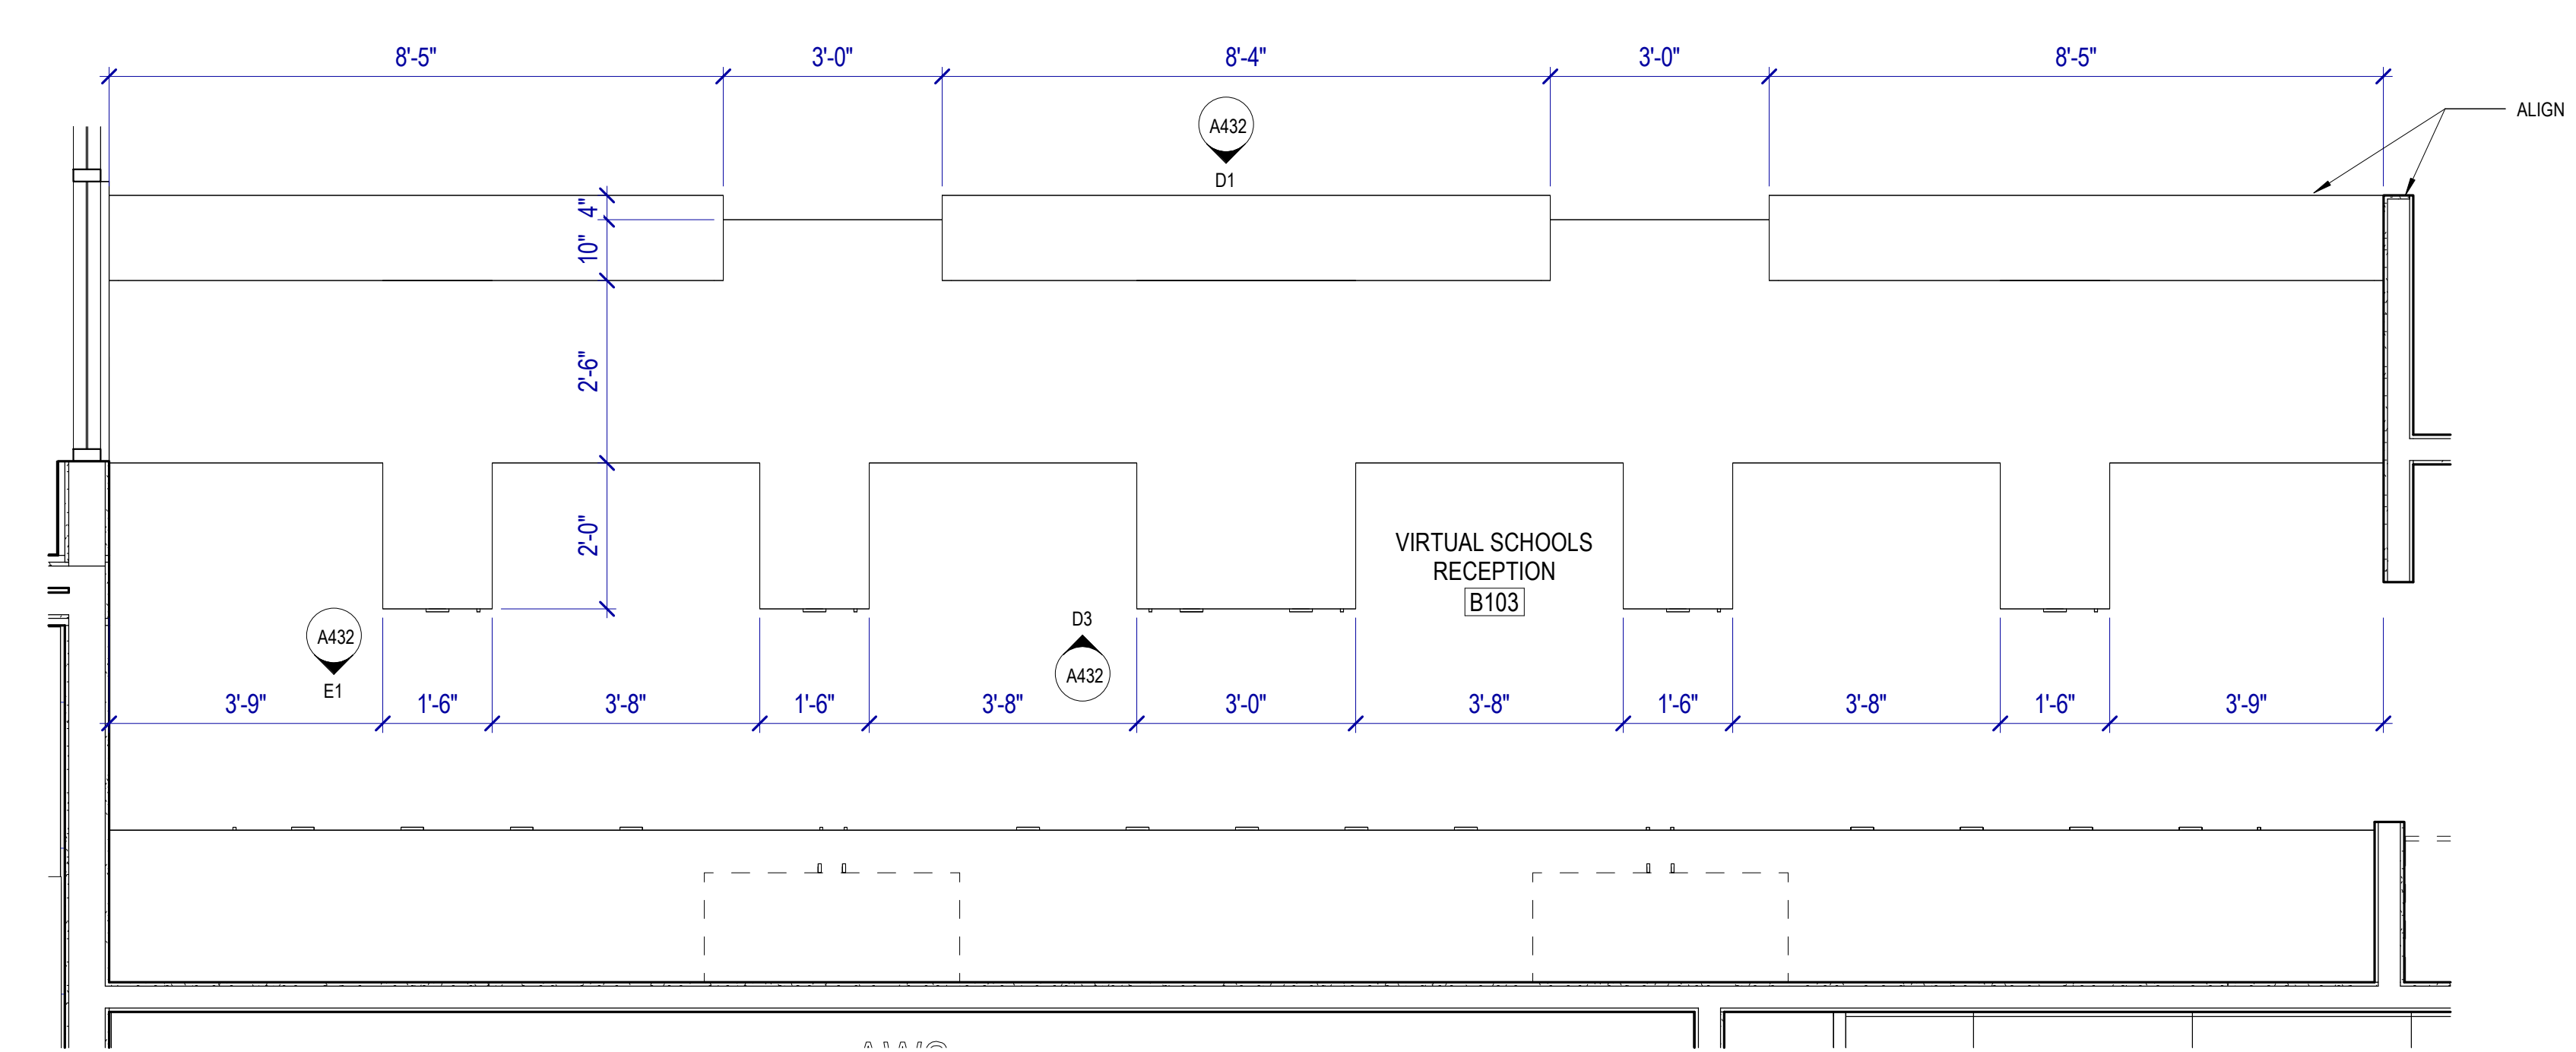 8'-5" 3'-0" 8'-4" 3'-0" 8'-5"
ALIGN
A432
D1
4"
10"
2'-6"
2'-0"
VIRTUAL SCHOOLS
RECEPTION
B103
A432
E1
D3
A432
3'-9" 1'-6" 3'-8" 1'-6" 3'-8" 3'-0" 3'-8" 1'-6" 3'-8" 1'-6" 3'-9"